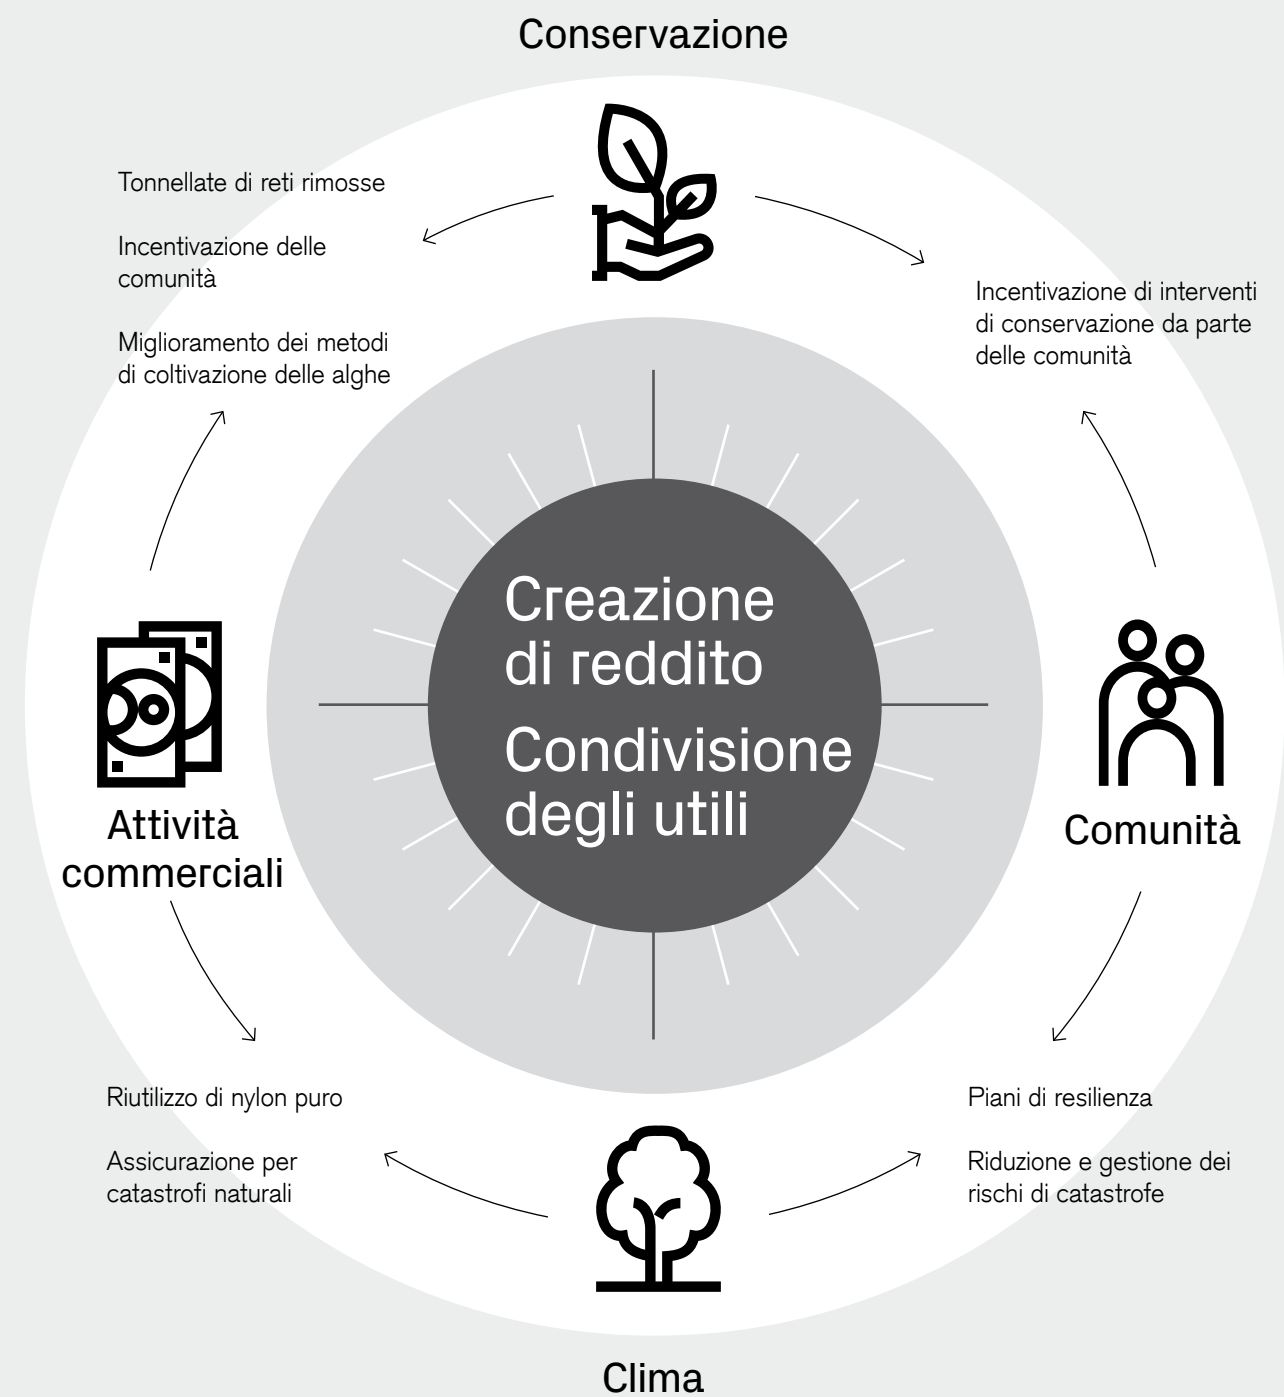 Conservazione
Tonnellate di reti rimosse
Incentivazione delle
comunità
Miglioramento dei metodi
di coltivazione delle alghe
Incentivazione di interventi
di conservazione da parte
delle comunità
Creazione
di reddito
Condivisione
degli utili
Attività
commerciali
Comunità
Riutilizzo di nylon puro
Assicurazione per
catastrofi naturali
Piani di resilienza
Riduzione e gestione dei
rischi di catastrofe
Clima